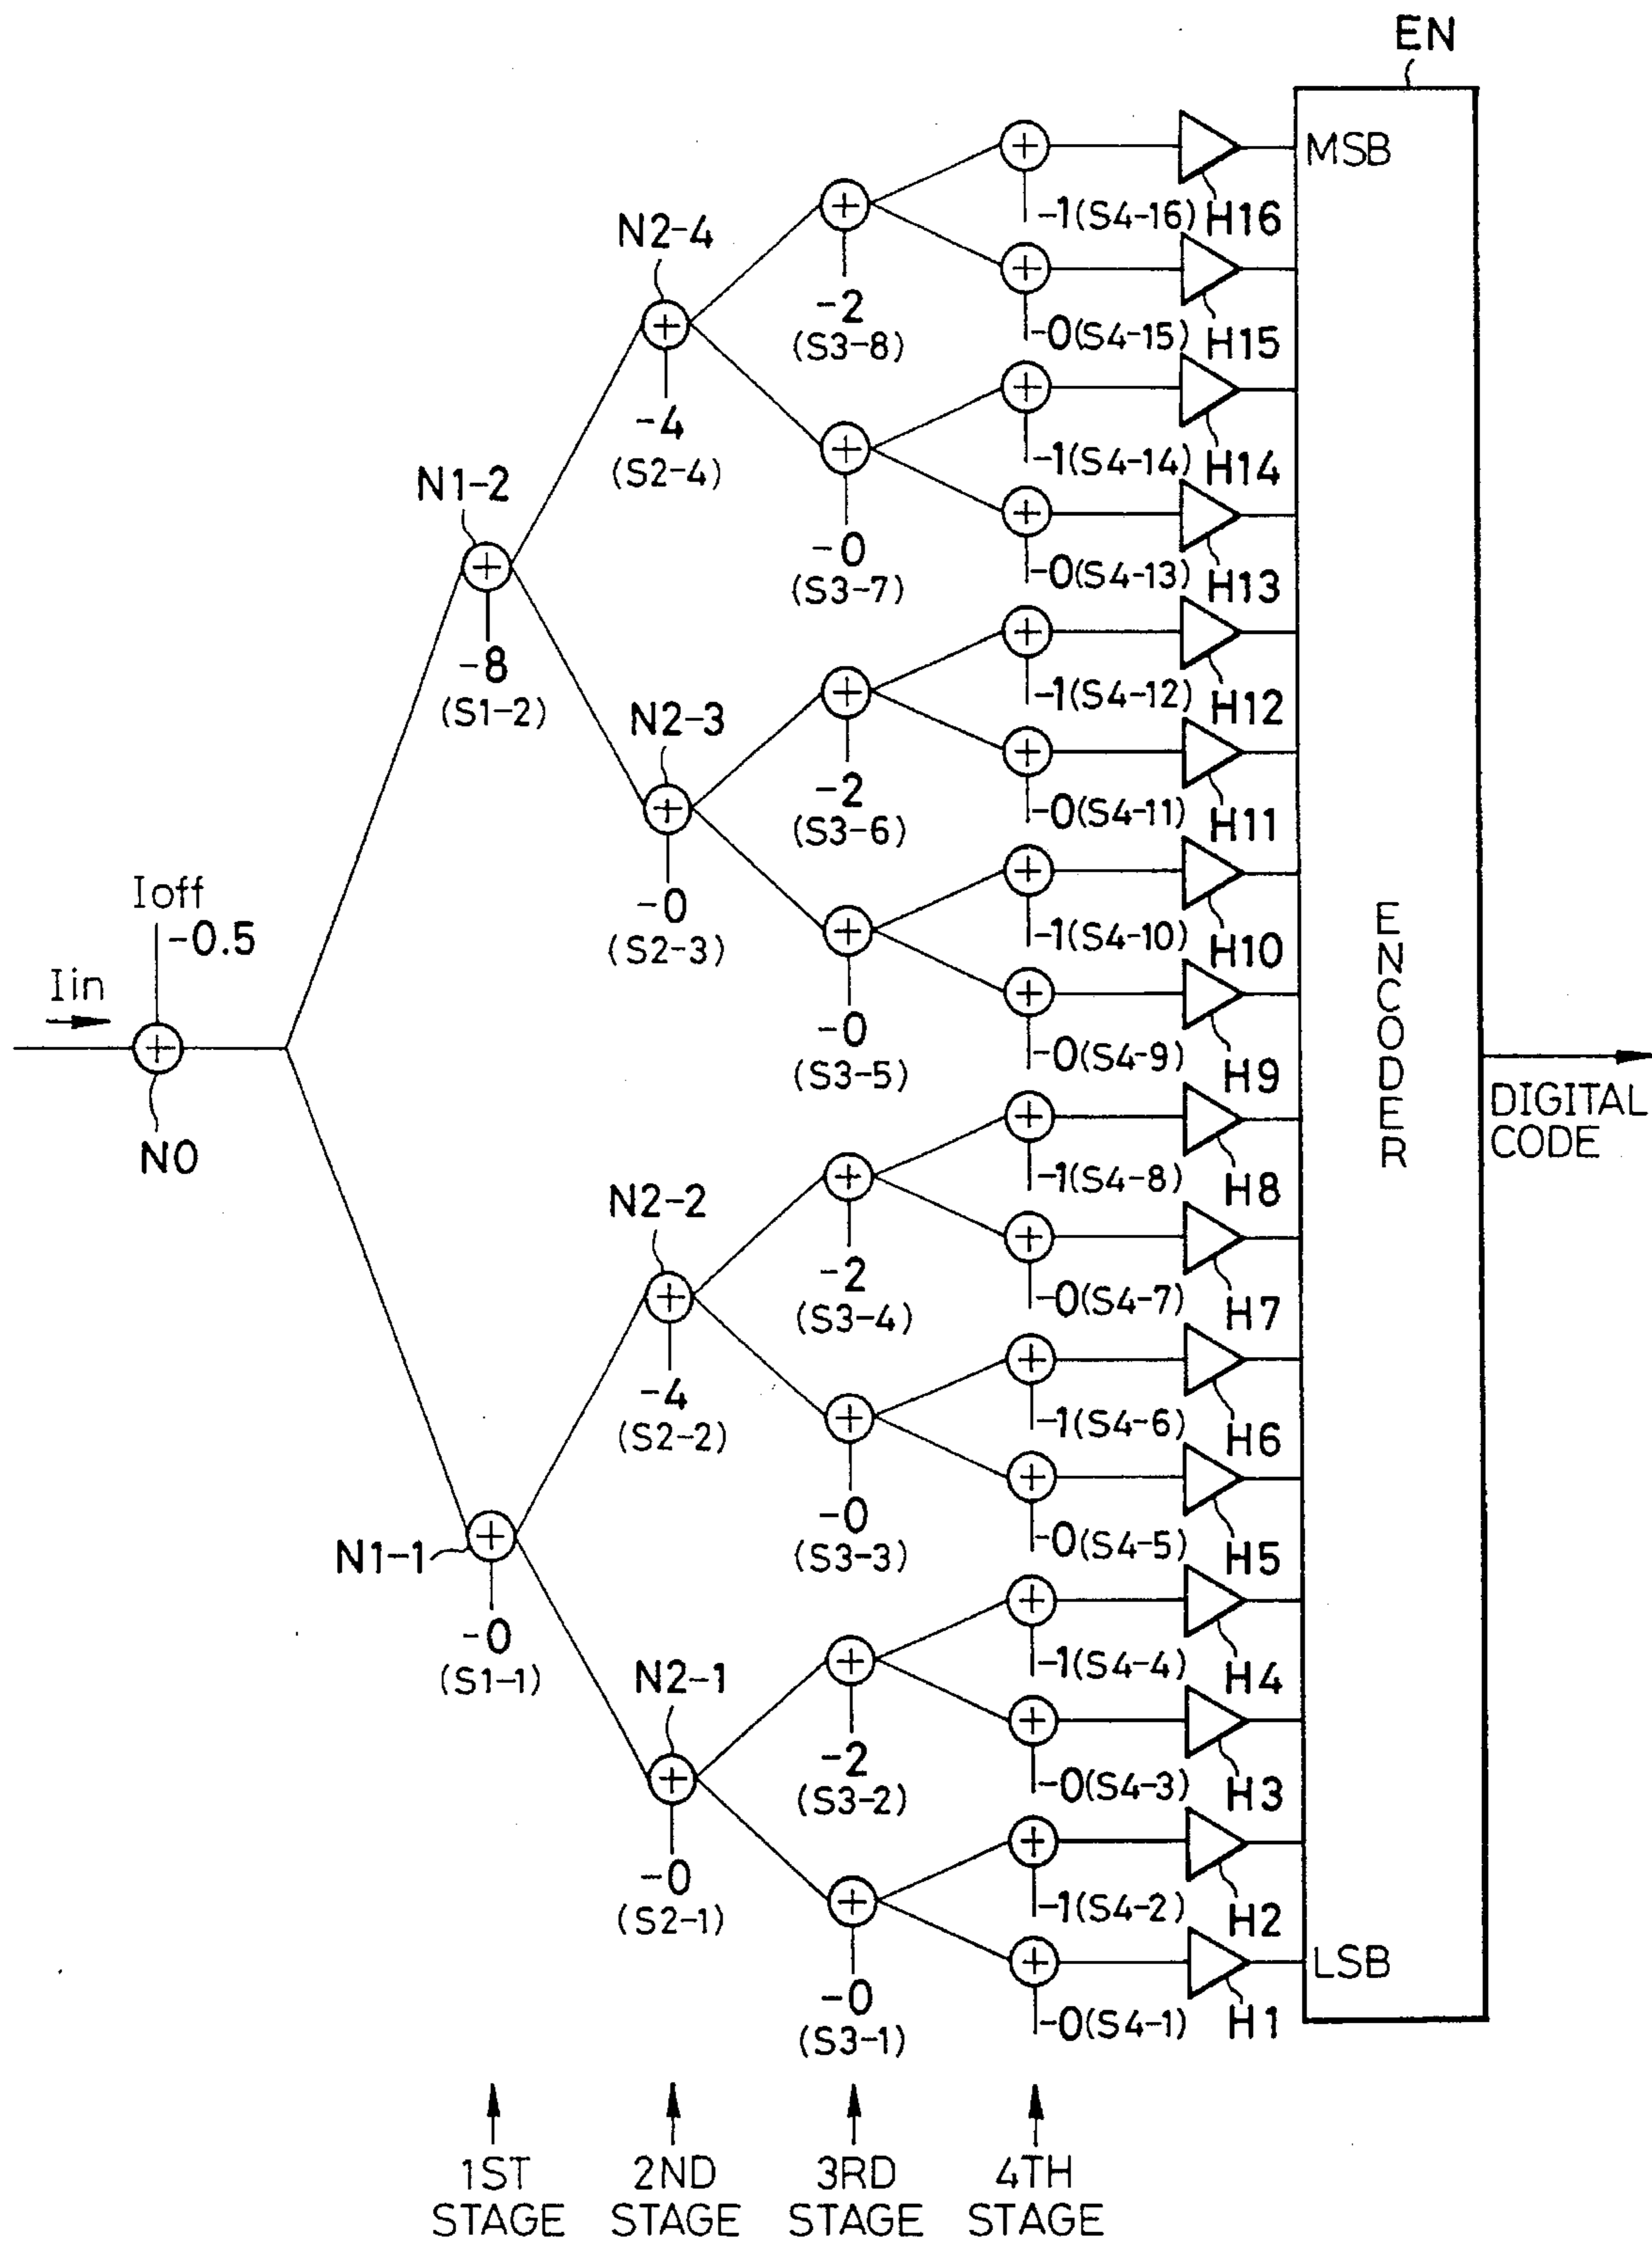 EN
MSB
-1(S4-16) H16
N2-4
-2
(S3-8)
-0(S4-15) H15
-4
(S2-4)
-1(S4-14) H14
N1-2
-0
(S3-7)
-0(S4-13) H13
-8
(S1-2)
-1(S4-12) H12
N2-3
-2
(S3-6)
-0(S4-11) H11
Ioff
-0.5
-0
(S2-3)
-1(S4-10) H10
Iin
-0
(S3-5)
-0(S4-9) H9
ENCODER
DIGITAL
CODE
N0
-1(S4-8) H8
N2-2
-2
(S3-4)
-0(S4-7) H7
-4
(S2-2)
-1(S4-6) H6
-0
(S3-3)
-0(S4-5) H5
N1-1
-0
(S1-1)
-1(S4-4) H4
N2-1
-2
(S3-2)
-0(S4-3) H3
-0
(S2-1)
-1(S4-2) H2
LSB
-0
(S3-1)
-0(S4-1) H1
1ST
STAGE
2ND
STAGE
3RD
STAGE
4TH
STAGE